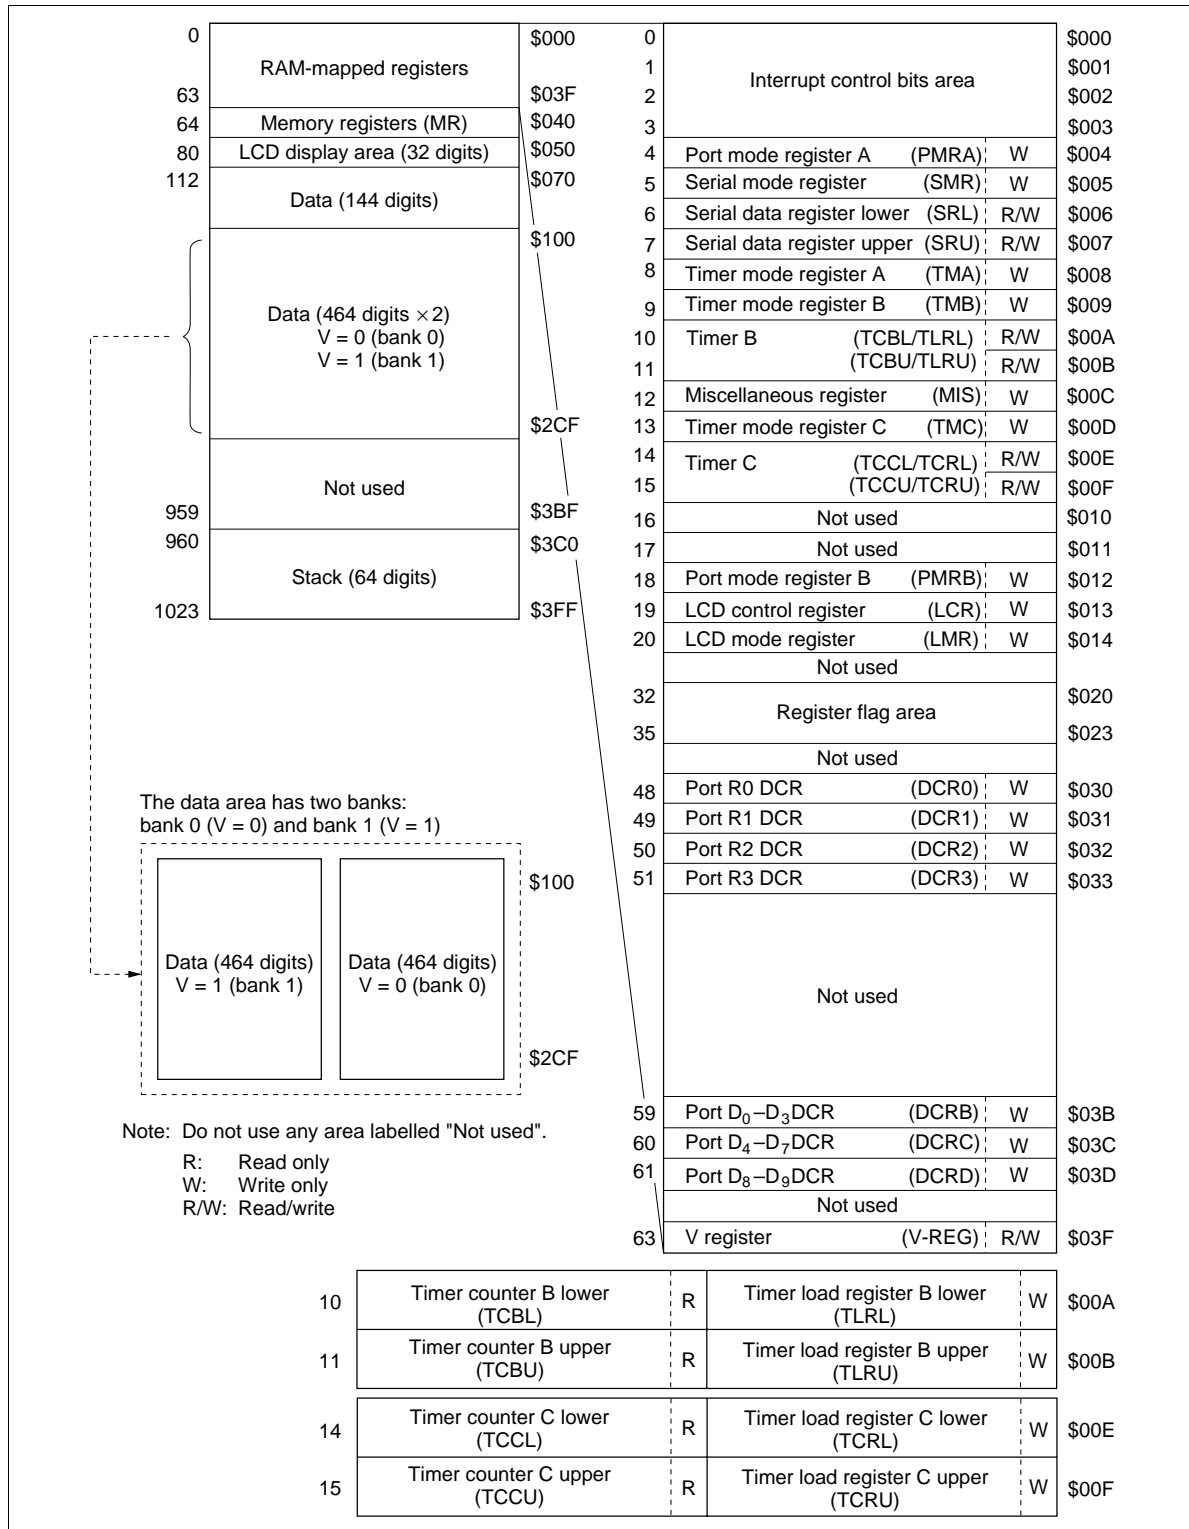 0 $000
RAM-mapped registers
63 $03F
64 Memory registers (MR) $040
80 LCD display area (32 digits) $050
112 $070
Data (144 digits)
$100
Data (464 digits ×2)
V = 0 (bank 0)
V = 1 (bank 1)
$2CF
Not used
959 $3BF
960 $3C0
Stack (64 digits)
1023 $3FF
The data area has two banks:
bank 0 (V = 0) and bank 1 (V = 1)
$100
Data (464 digits) Data (464 digits)
V = 1 (bank 1) V = 0 (bank 0)
$2CF
Note: Do not use any area labelled "Not used".
R: Read only
W: Write only
R/W: Read/write
0 $000
1 $001
Interrupt control bits area
2 $002
3 $003
4 Port mode register A (PMRA) W $004
5 Serial mode register (SMR) W $005
6 Serial data register lower (SRL) R/W $006
7 Serial data register upper (SRU) R/W $007
8 Timer mode register A (TMA) W $008
9 Timer mode register B (TMB) W $009
10 Timer B (TCBL/TLRL) R/W $00A
11 (TCBU/TLRU) R/W $00B
12 Miscellaneous register (MIS) W $00C
13 Timer mode register C (TMC) W $00D
14 Timer C (TCCL/TCRL) R/W $00E
15 (TCCU/TCRU) R/W $00F
16 Not used $010
17 Not used $011
18 Port mode register B (PMRB) W $012
19 LCD control register (LCR) W $013
20 LCD mode register (LMR) W $014
Not used
32 $020
Register flag area
35 $023
Not used
48 Port R0 DCR (DCR0) W $030
49 Port R1 DCR (DCR1) W $031
50 Port R2 DCR (DCR2) W $032
51 Port R3 DCR (DCR3) W $033
Not used
59 Port D0–D3DCR (DCRB) W $03B
60 Port D4–D7DCR (DCRC) W $03C
61 Port D8–D9DCR (DCRD) W $03D
Not used
63 V register (V-REG) R/W $03F
10 Timer counter B lower R Timer load register B lower W $00A
(TCBL) (TLRL)
11 Timer counter B upper R Timer load register B upper W $00B
(TCBU) (TLRU)
14 Timer counter C lower R Timer load register C lower W $00E
(TCCL) (TCRL)
15 Timer counter C upper R Timer load register C upper W $00F
(TCCU) (TCRU)